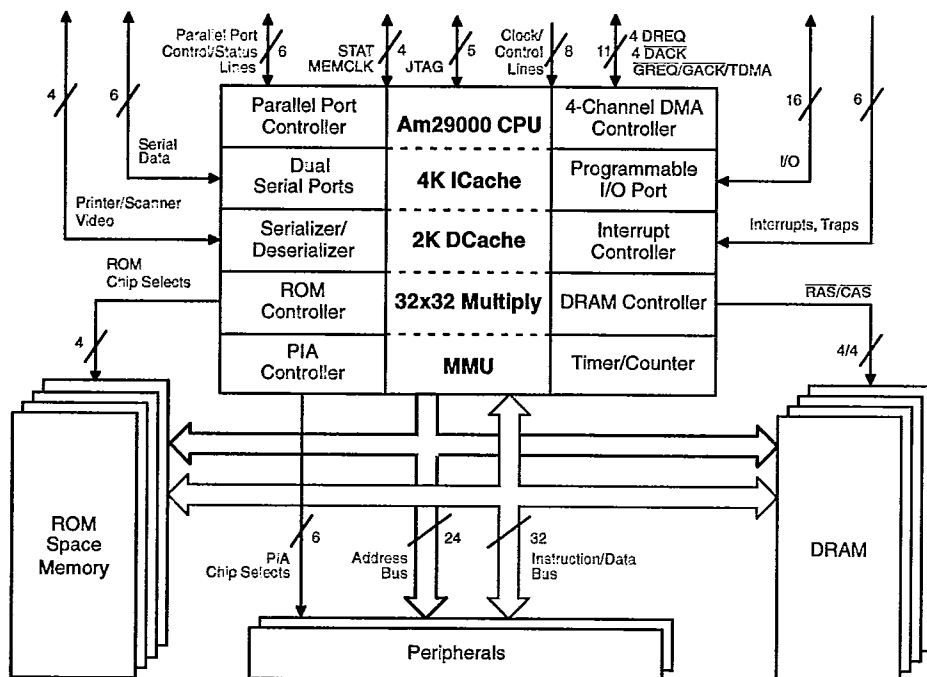 Parallel Port
Control/Status
Lines
6
STAT
MEMCLK
4
JTAG
5
Clock/
Control
Lines
8
11
4 DREQ
4 DACK
GREQ/GACK/TDMA
4
6
16
6
Serial
Data
I/O
Printer/Scanner
Video
Interrupts, Traps
Parallel Port
Controller
Am29000 CPU
4-Channel DMA
Controller
Dual
Serial Ports
4K ICache
Programmable
I/O Port
Serializer/
Deserializer
2K DCache
Interrupt
Controller
ROM
Chip Selects
ROM
Controller
32x32 Multiply
DRAM Controller
RAS/CAS
4
4/4
PIA
Controller
MMU
Timer/Counter
ROM
Space
Memory
6
PIA
Chip Selects
24
Address
Bus
32
Instruction/Data
Bus
DRAM
Peripherals